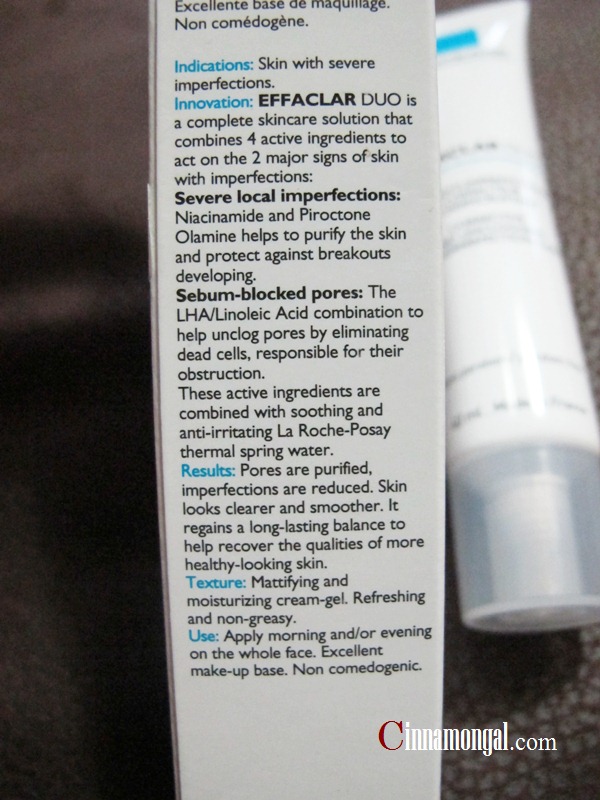 Excellente base de maquillage.
Non comédogène.
Indications: Skin with severe
imperfections.
Innovation: EFFACLAR DUO is
a complete skincare solution that
combines 4 active ingredients to
act on the 2 major signs of skin
with imperfections:
Severe local imperfections:
Niacinamide and Piroctone
Olamine helps to purify the skin
and protect against breakouts
developing.
Sebum-blocked pores: The
LHA/Linoleic Acid combination to
help unclog pores by eliminating
dead cells, responsible for their
obstruction.
These active ingredients are
combined with soothing and
anti-irritating La Roche-Posay
thermal spring water.
Results: Pores are purified,
imperfections are reduced. Skin
looks clearer and smoother. It
regains a long-lasting balance to
help recover the qualities of more
healthy-looking skin.
Texture: Mattifying and
moisturizing cream-gel. Refreshing
and non-greasy.
Use: Apply morning and/or evening
on the whole face. Excellent
make-up base. Non comedogenic.
Cinnamongal.com